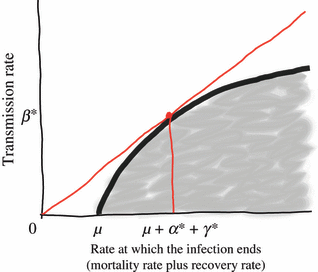 Transmission rate
β*
0
μ
μ + α* + γ*
Rate at which the infection ends
(mortality rate plus recovery rate)